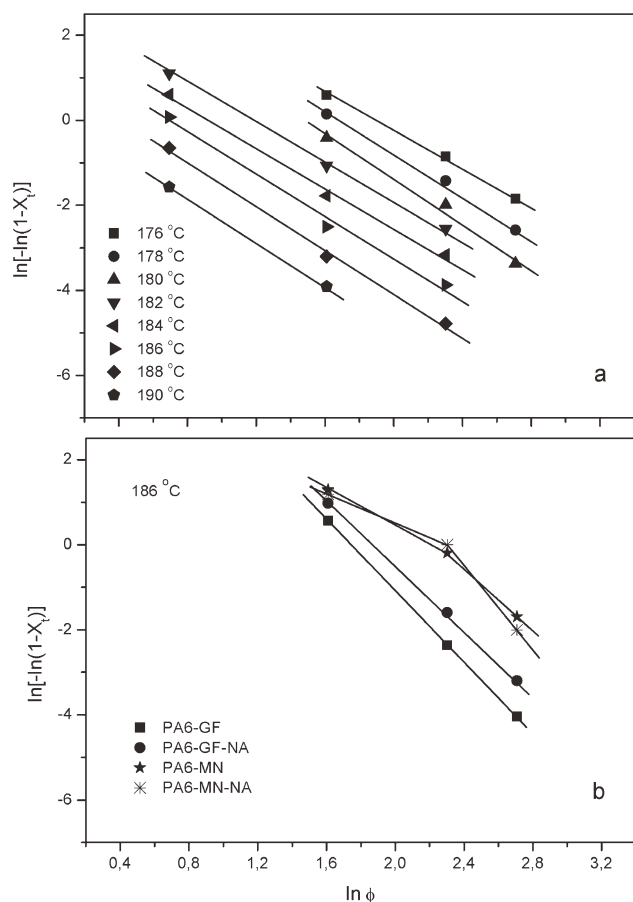 2
0
-2
-4
-6
ln[-ln(1-Xt)]
176 °C
178 °C
180 °C
182 °C
184 °C
186 °C
188 °C
190 °C
a
2
0
-2
-4
-6
ln[-ln(1-Xt)]
186 °C
PA6-GF
PA6-GF-NA
PA6-MN
PA6-MN-NA
b
0,4 0,8 1,2 1,6 2,0 2,4 2,8 3,2
ln ϕ